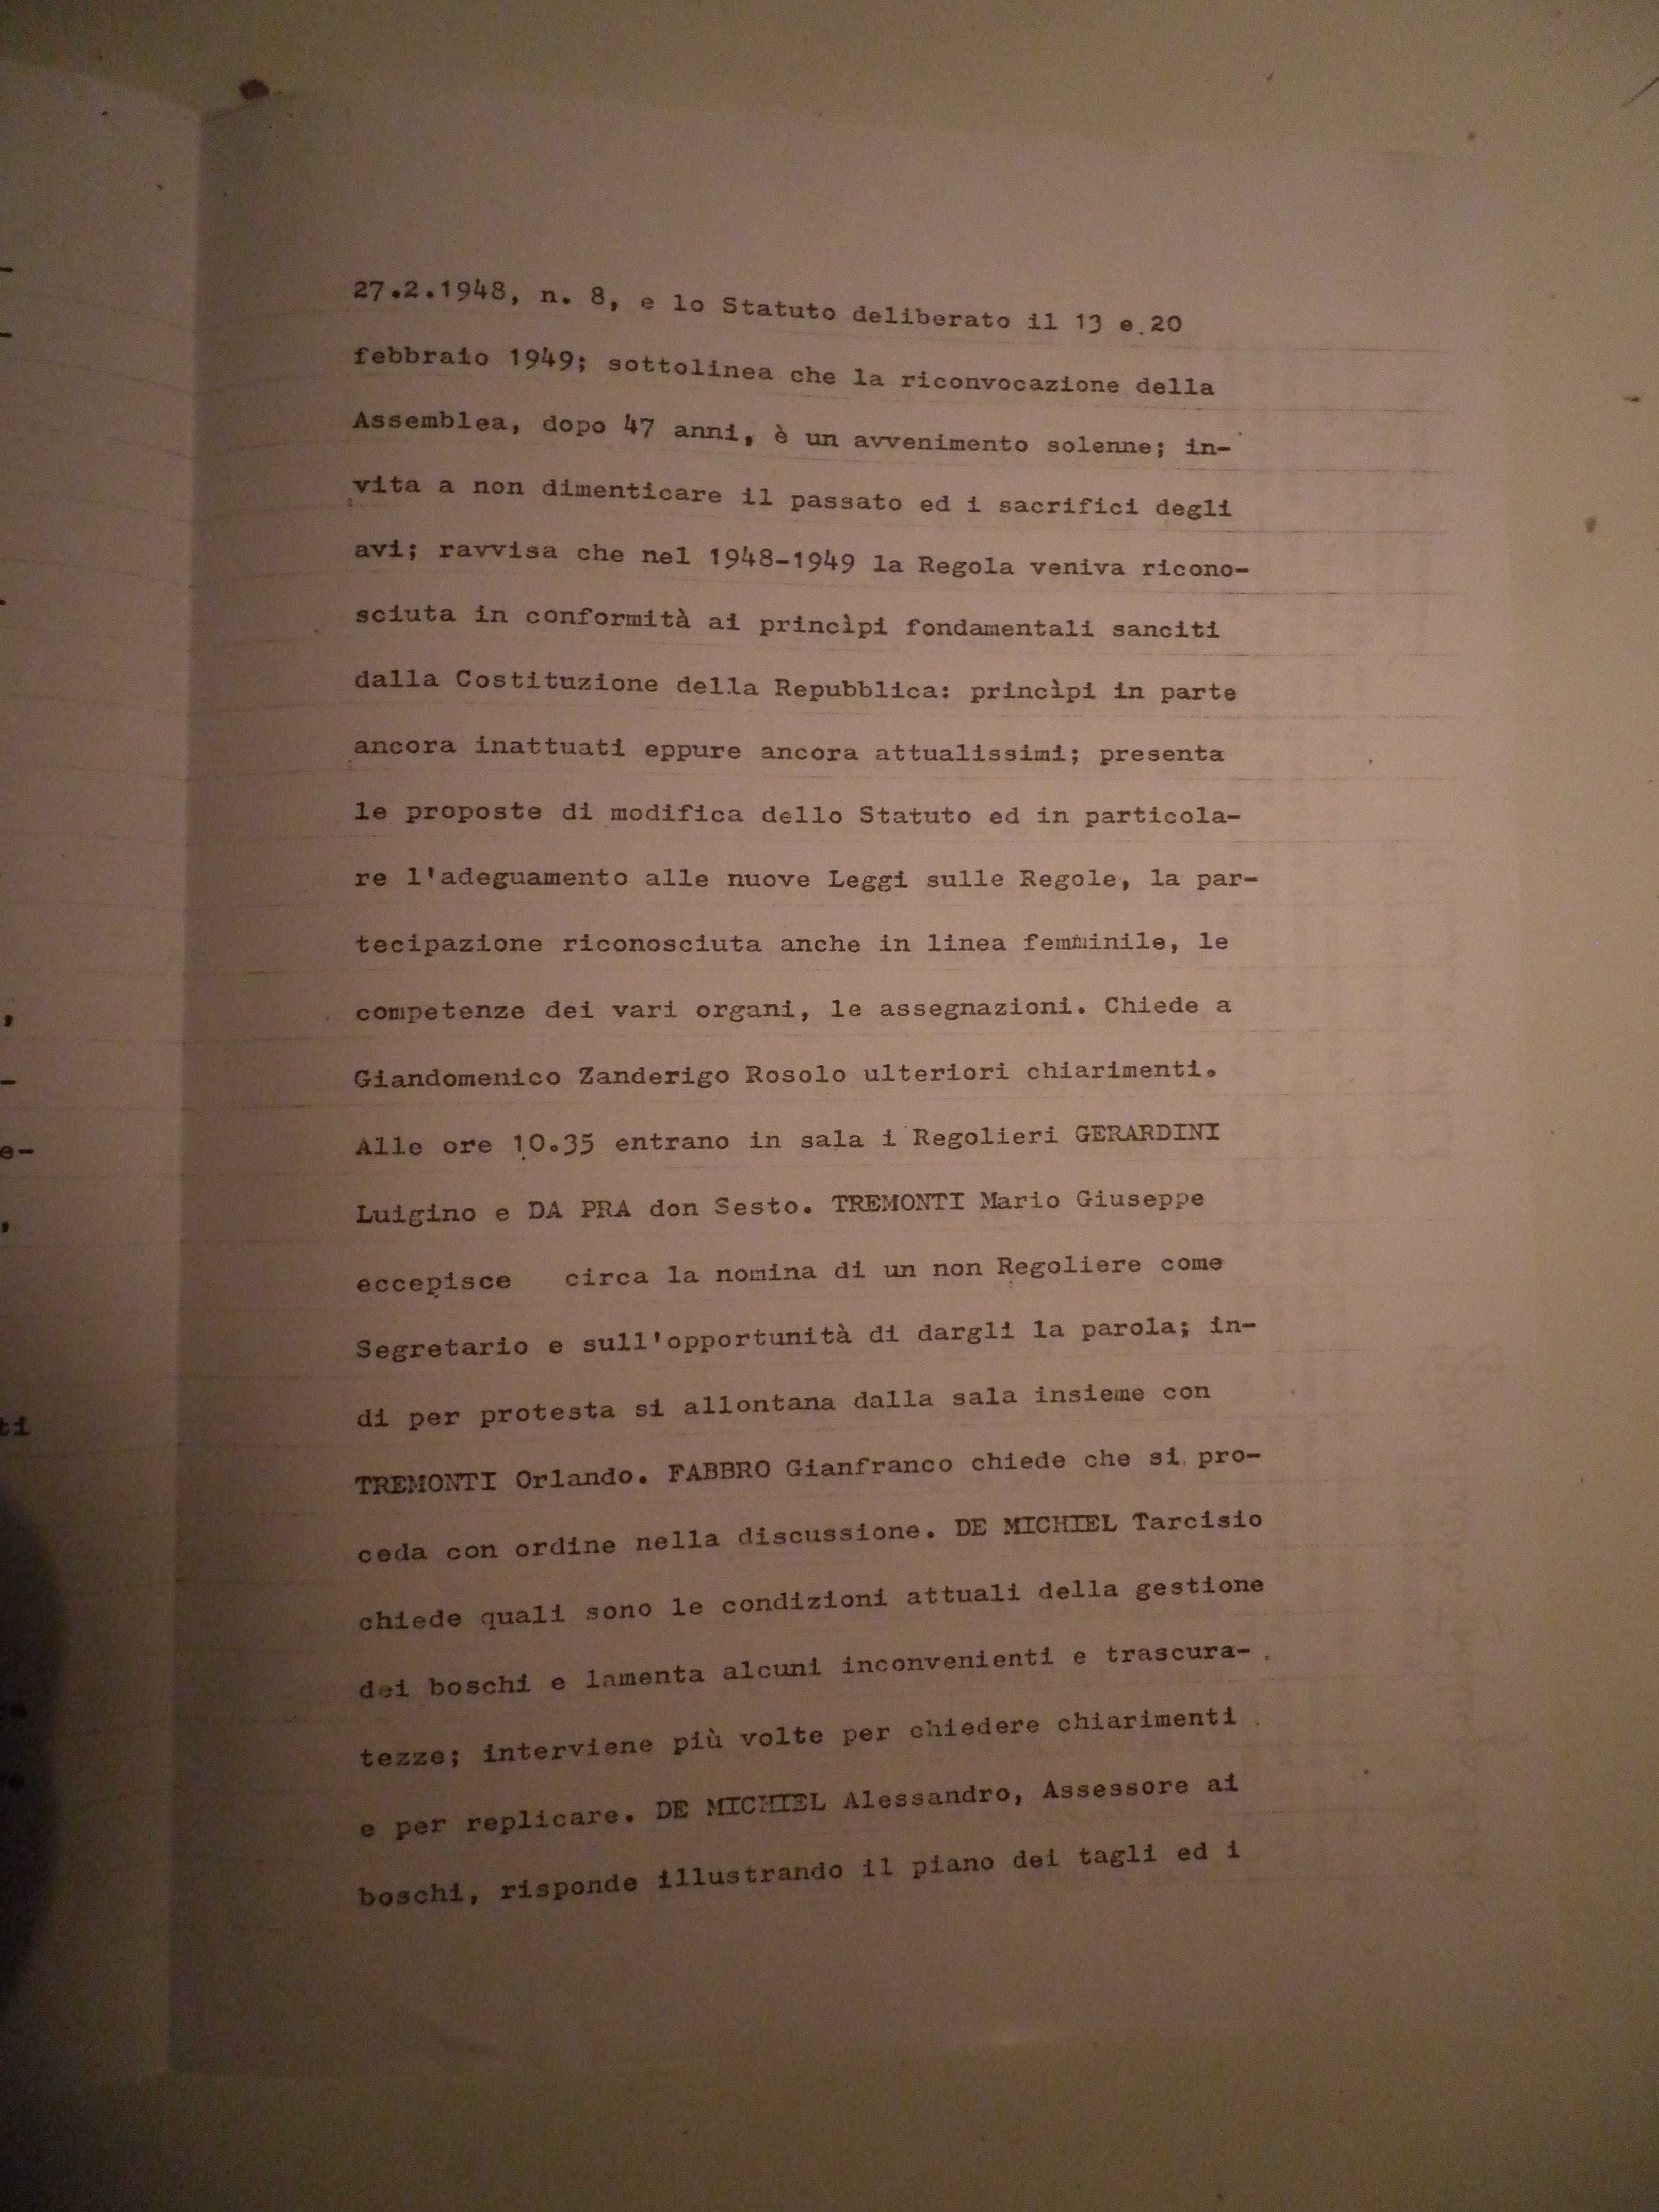 27.2.1948, n. 8, e lo Statuto deliberato il 13 e 20
febbraio 1949; sottolinea che la riconvocazione della
Assemblea, dopo 47 anni, è un avvenimento solenne; in-
vita a non dimenticare il passato ed i sacrifici degli
avi; ravvisa che nel 1948-1949 la Regola veniva ricono-
sciuta in conformità ai princìpi fondamentali sanciti
dalla Costituzione della Repubblica: princìpi in parte
ancora inattuati eppure ancora attualissimi; presenta
le proposte di modifica dello Statuto ed in particola-
re l'adeguamento alle nuove Leggi sulle Regole, la par-
tecipazione riconosciuta anche in linea femminile, le
competenze dei vari organi, le assegnazioni. Chiede a
Giandomenico Zanderigo Rosolo ulteriori chiarimenti.
Alle ore 10.35 entrano in sala i Regolieri GERARDINI
Luigino e DA PRA don Sesto. TREMONTI Mario Giuseppe
eccepisce circa la nomina di un non Regoliere come
Segretario e sull'opportunità di dargli la parola; in-
di per protesta si allontana dalla sala insieme con
TREMONTI Orlando. FABBRO Gianfranco chiede che si pro-
ceda con ordine nella discussione. DE MICHIEL Tarcisio
chiede quali sono le condizioni attuali della gestione
dei boschi e lamenta alcuni inconvenienti e trascura-
tezze; interviene più volte per chiedere chiarimenti
e per replicare. DE MICHIEL Alessandro, Assessore ai
boschi, risponde illustrando il piano dei tagli ed i